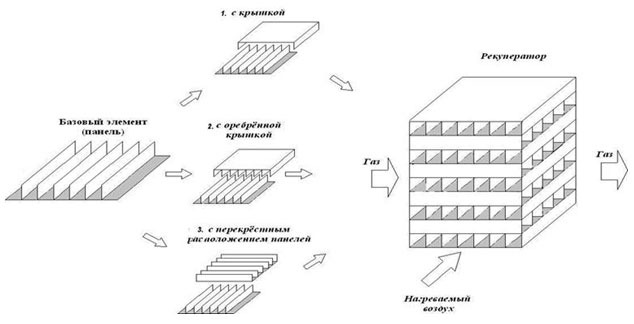 1. с крышкой
Рекуператор
Базовый элемент
(панель)
2. с оребрённой
крышкой
Газ
Газ
3. с перекрёстным
расположением панелей
Нагреваемый
воздух